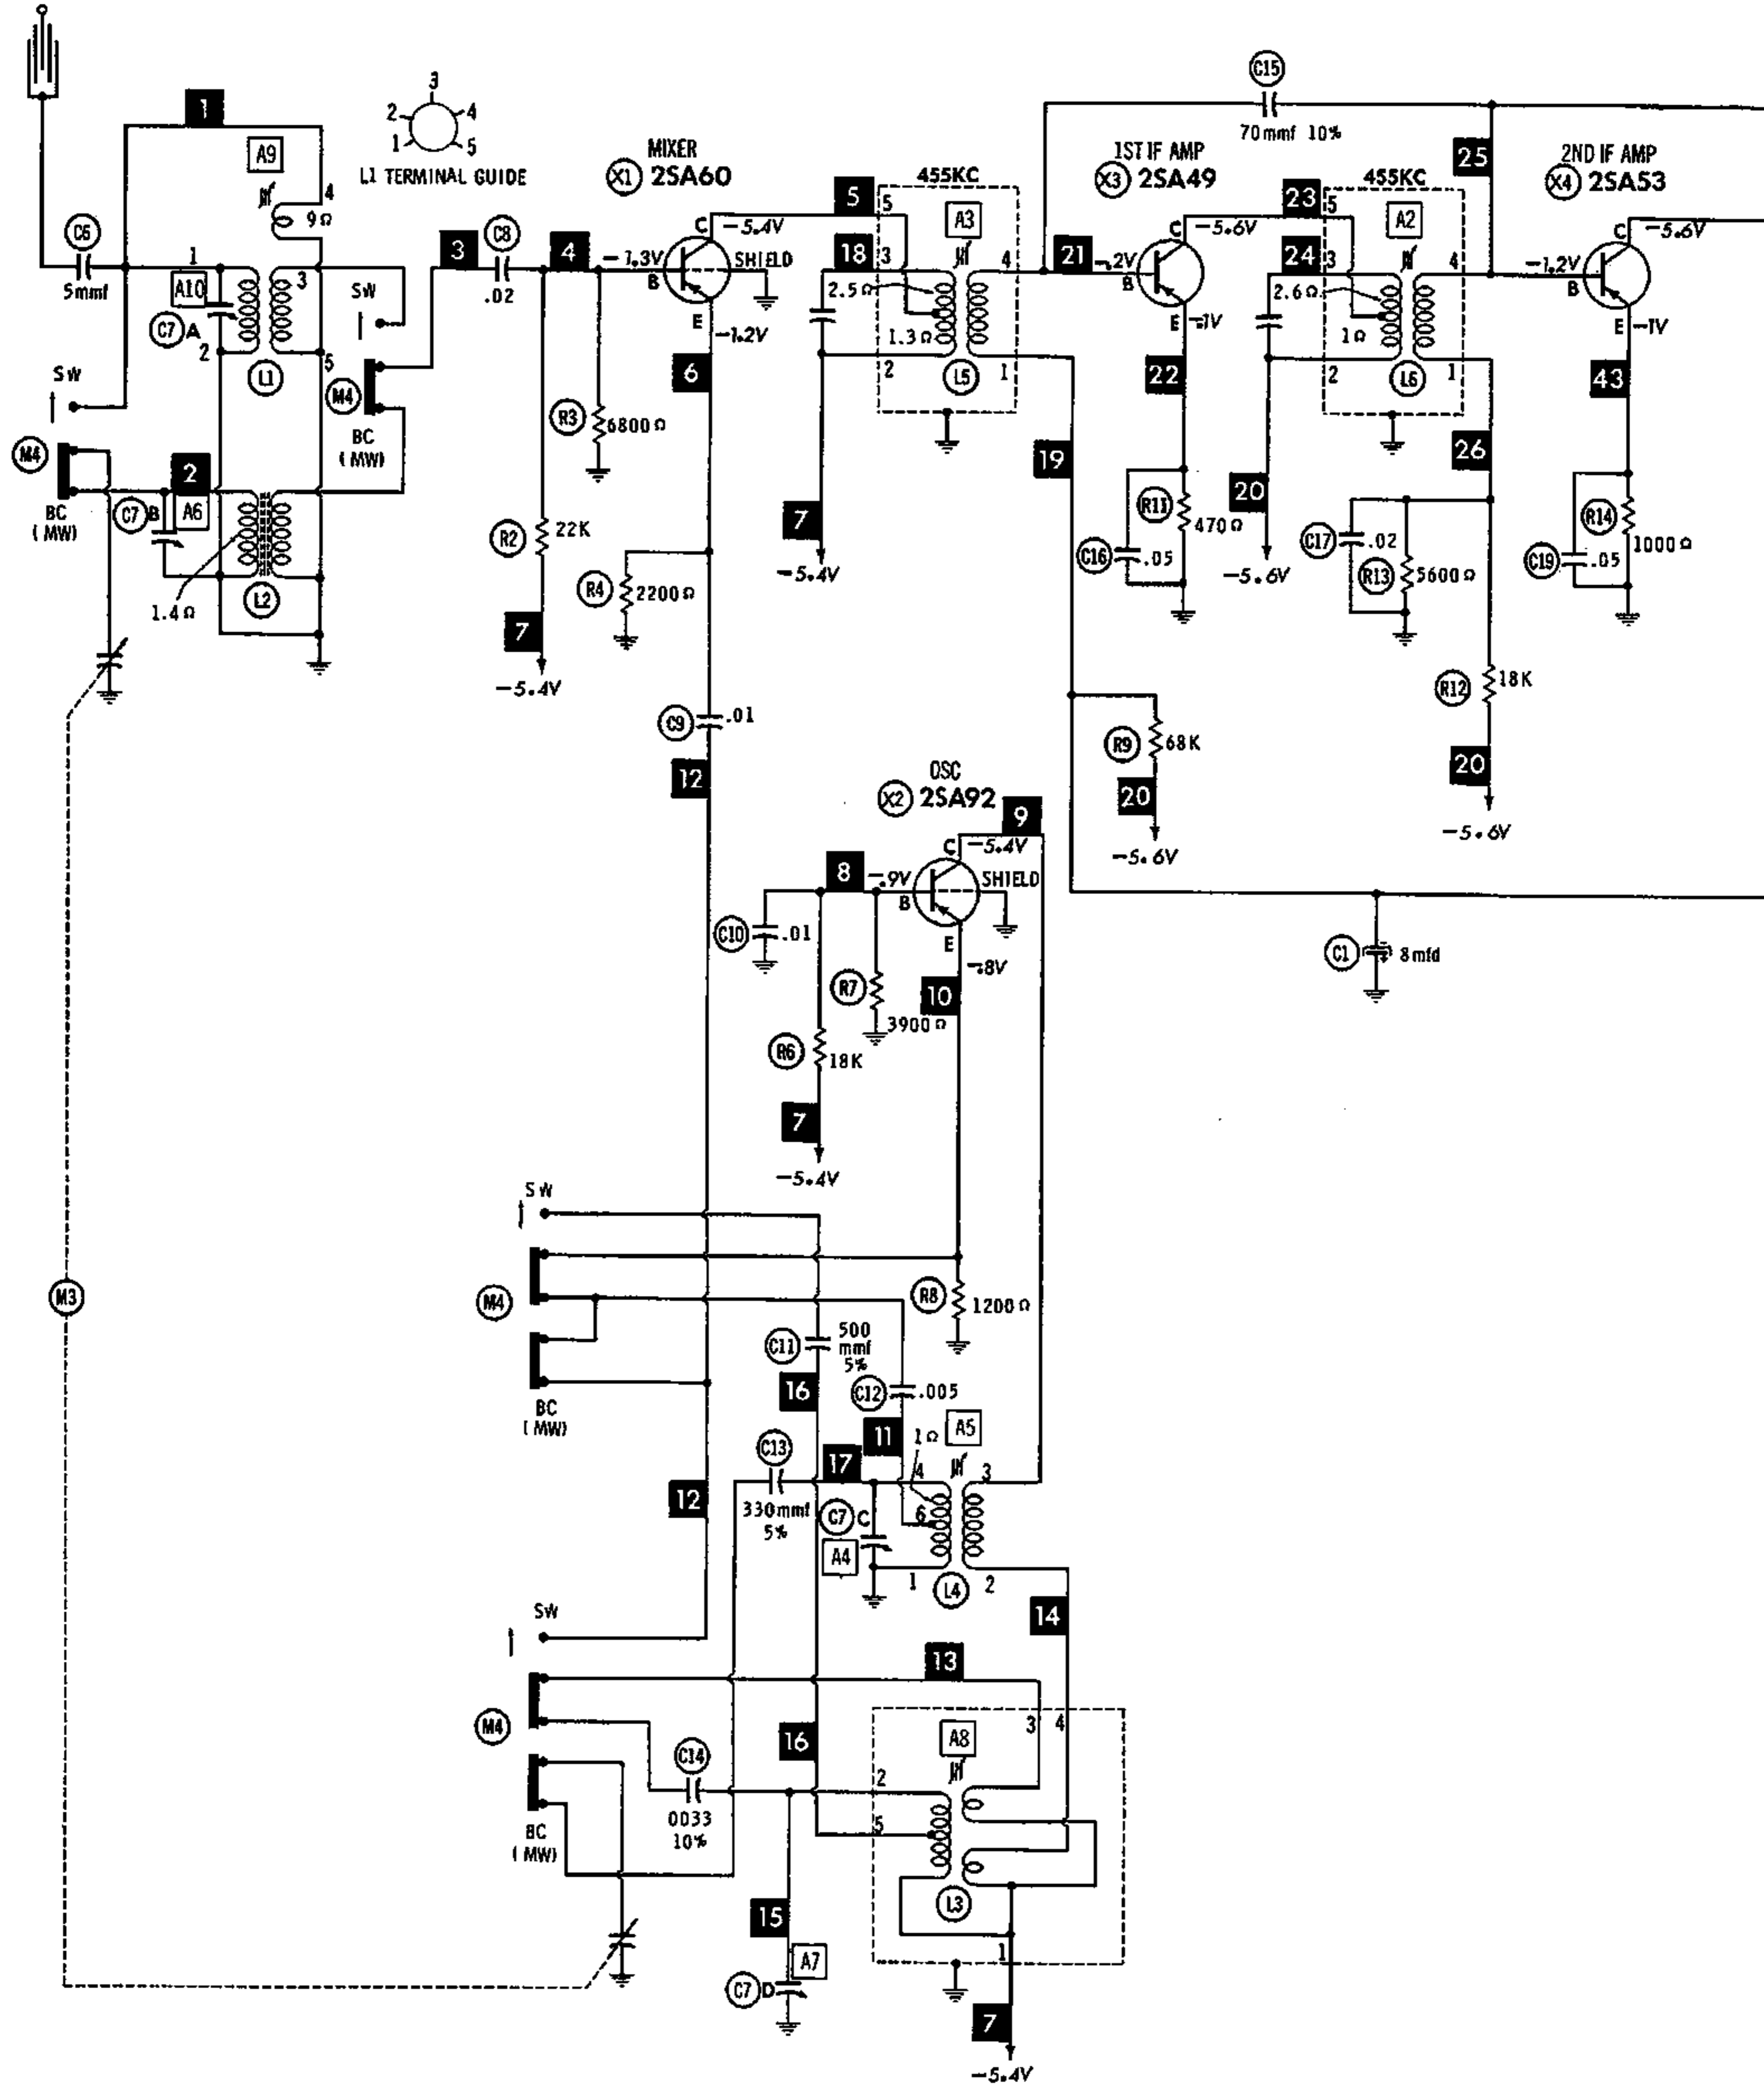 C15
70mmf 10%
1
3
2
4
1
5
L1 TERMINAL GUIDE
A9
4
9Ω
MIXER
X1 2SA60
455KC
1ST IF AMP
X3 2SA49
25
455KC
2ND IF AMP
X4 2SA53
C6
5mmf
1
A10
C7 A
2
3
5
L1
SW
M4
BC
(MW)
3
C8
.02
4
-1.3V
B
C
-5.4V
SHIELD
E
-1.2V
5
5
A3
18
3
4
2.5Ω
1.3Ω
2
L5
1
21
-.2V
B
C
-5.6V
E
-.1V
23
5
A2
24
3
4
2.6Ω
1Ω
2
L6
1
-1.2V
B
C
-5.6V
E
-1V
SW
M4
BC
(MW)
2
C7 B
A6
1.4Ω
L2
6
R3
6800Ω
R2
22K
7
-5.4V
R4
2200Ω
7
-5.4V
19
22
R11
470Ω
C16
.05
20
-5.6V
26
C17
.02
R13
5600Ω
43
R14
1000Ω
C19
.05
R12
18K
20
-5.6V
C9
.01
12
R9
68K
20
-5.6V
OSC
X2 2SA92
9
C
-5.4V
8
-.9V
B
SHIELD
E
-.8V
C10
.01
R7
3900Ω
10
R6
18K
7
-5.4V
C1
8mfd
SW
M4
BC
(MW)
M3
R8
1200Ω
C11
500
mmf
5%
16
C12
.005
11
1Ω
A5
C13
330mmf
5%
17
4
3
6
C7 C
A4
1
L4
2
12
14
SW
M4
BC
(MW)
13
3
4
A8
16
C14
0033
10%
2
5
L3
1
15
A7
C7 D
7
-5.4V